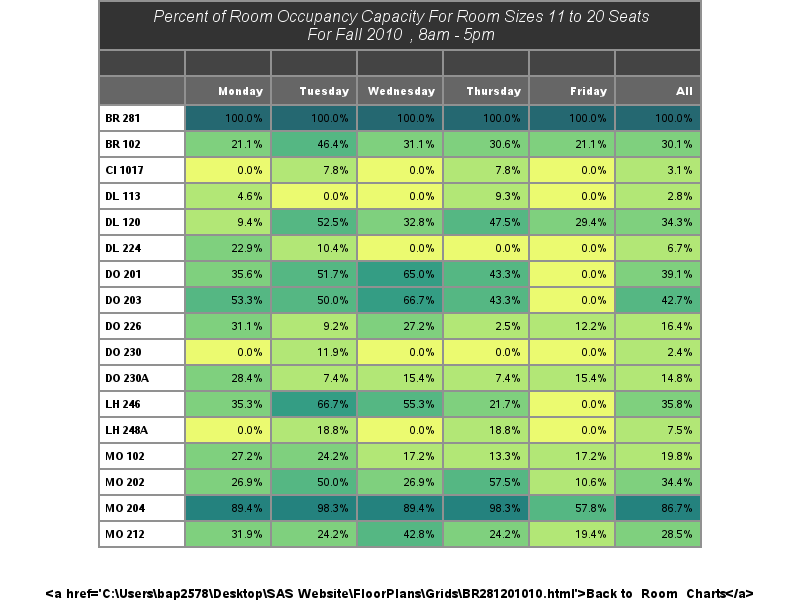 Percent of Room Occupancy Capacity For Room Sizes 11 to 20 Seats
For Fall 2010 , 8am - 5pm
Monday Tuesday Wednesday Thursday Friday All
BR 281 100.0% 100.0% 100.0% 100.0% 100.0% 100.0%
BR 102 21.1% 46.4% 31.1% 30.6% 21.1% 30.1%
CI 1017 0.0% 7.8% 0.0% 7.8% 0.0% 3.1%
DL 113 4.6% 0.0% 0.0% 9.3% 0.0% 2.8%
DL 120 9.4% 52.5% 32.8% 47.5% 29.4% 34.3%
DL 224 22.9% 10.4% 0.0% 0.0% 0.0% 6.7%
DO 201 35.6% 51.7% 65.0% 43.3% 0.0% 39.1%
DO 203 53.3% 50.0% 66.7% 43.3% 0.0% 42.7%
DO 226 31.1% 9.2% 27.2% 2.5% 12.2% 16.4%
DO 230 0.0% 11.9% 0.0% 0.0% 0.0% 2.4%
DO 230A 28.4% 7.4% 15.4% 7.4% 15.4% 14.8%
LH 246 35.3% 66.7% 55.3% 21.7% 0.0% 35.8%
LH 248A 0.0% 18.8% 0.0% 18.8% 0.0% 7.5%
MO 102 27.2% 24.2% 17.2% 13.3% 17.2% 19.8%
MO 202 26.9% 50.0% 26.9% 57.5% 10.6% 34.4%
MO 204 89.4% 98.3% 89.4% 98.3% 57.8% 86.7%
MO 212 31.9% 24.2% 42.8% 24.2% 19.4% 28.5%
<a href='C:\Users\bap2578\Desktop\SAS Website\FloorPlans\Grids\BR281201010.html'>Back to Room Charts</a>